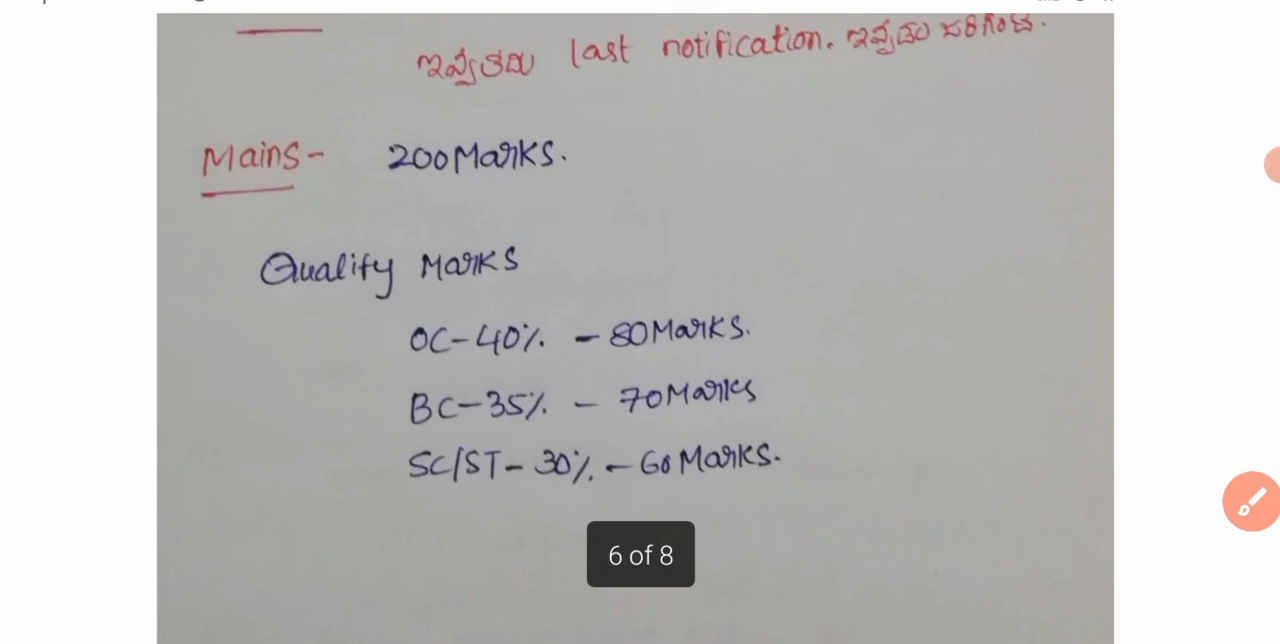 last notification.
Mains - 200 Marks.
Qualify Marks
OC - 40% - 80 Marks.
BC - 35% - 70 Marks
SC/ST - 30% - 60 Marks.
6 of 8